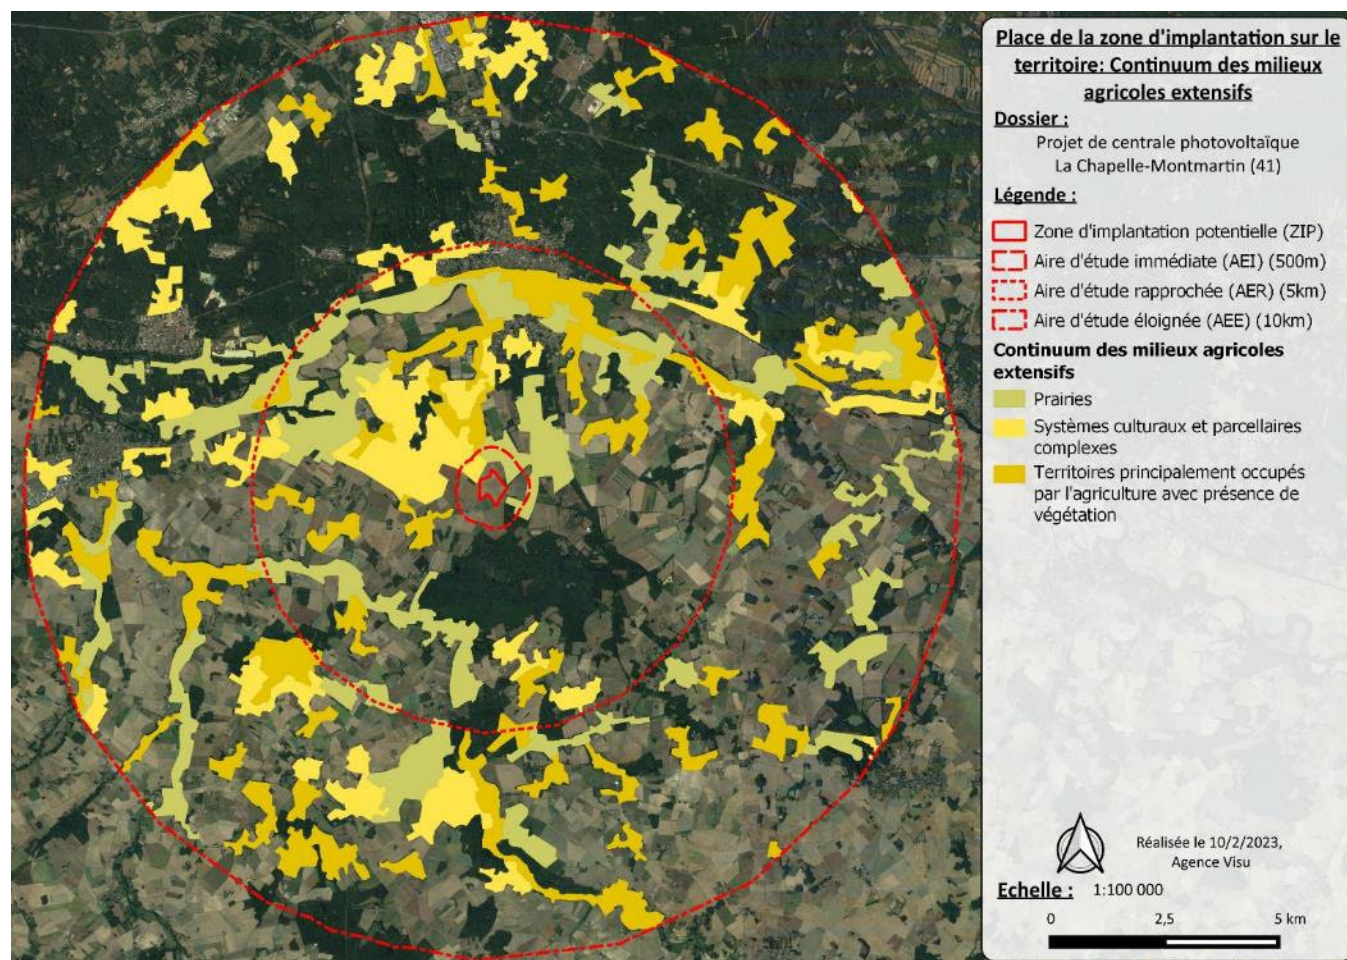 Place de la zone d'implantation sur le
territoire: Continuum des milieux
agricoles extensifs
Dossier :
Projet de centrale photovoltaïque
La Chapelle-Montmartin (41)
Légende :
Zone d'implantation potentielle (ZIP)
Aire d'étude immédiate (AEI) (500m)
Aire d'étude rapprochée (AER) (5km)
Aire d'étude éloignée (AEE) (10km)
Continuum des milieux agricoles
extensifs
Prairies
Systèmes culturaux et parcellaires
complexes
Territoires principalement occupés
par l'agriculture avec présence de
végétation
Réalisée le 10/2/2023,
Agence Visu
Echelle : 1:100 000
0 2,5 5 km